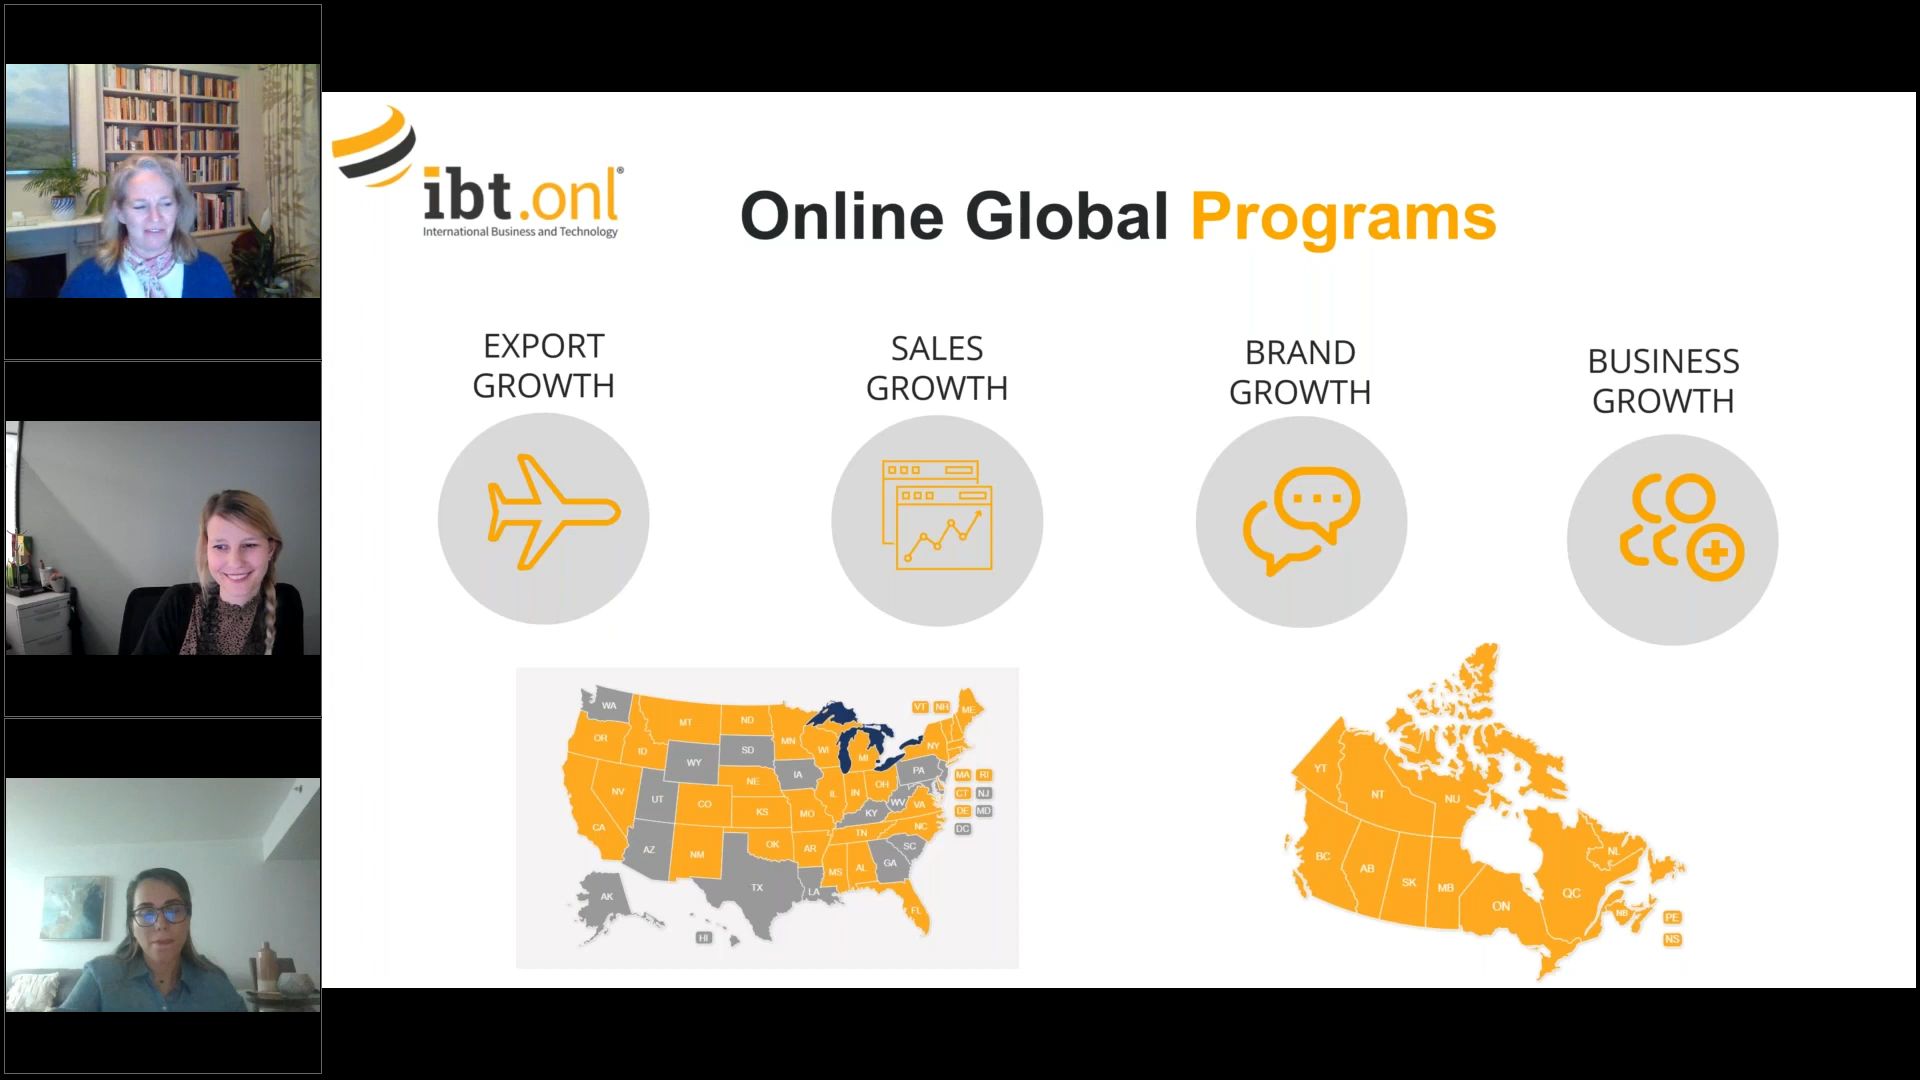 ibt.onl®
International Business and Technology
Online Global Programs
EXPORT
GROWTH
SALES
GROWTH
BRAND
GROWTH
BUSINESS
GROWTH
WA
MT
ND
VT
NH
ME
OR
ID
SD
MN
WI
MI
NY
WY
IA
PA
MA
RI
NV
UT
NE
IL
IN
OH
CT
NJ
CA
CO
KS
MO
KY
WV
VA
DE
MD
AZ
NM
OK
AR
TN
NC
DC
TX
LA
MS
AL
GA
SC
AK
HI
FL
YT
NT
NU
BC
AB
SK
MB
ON
QC
NL
NB
PE
NS